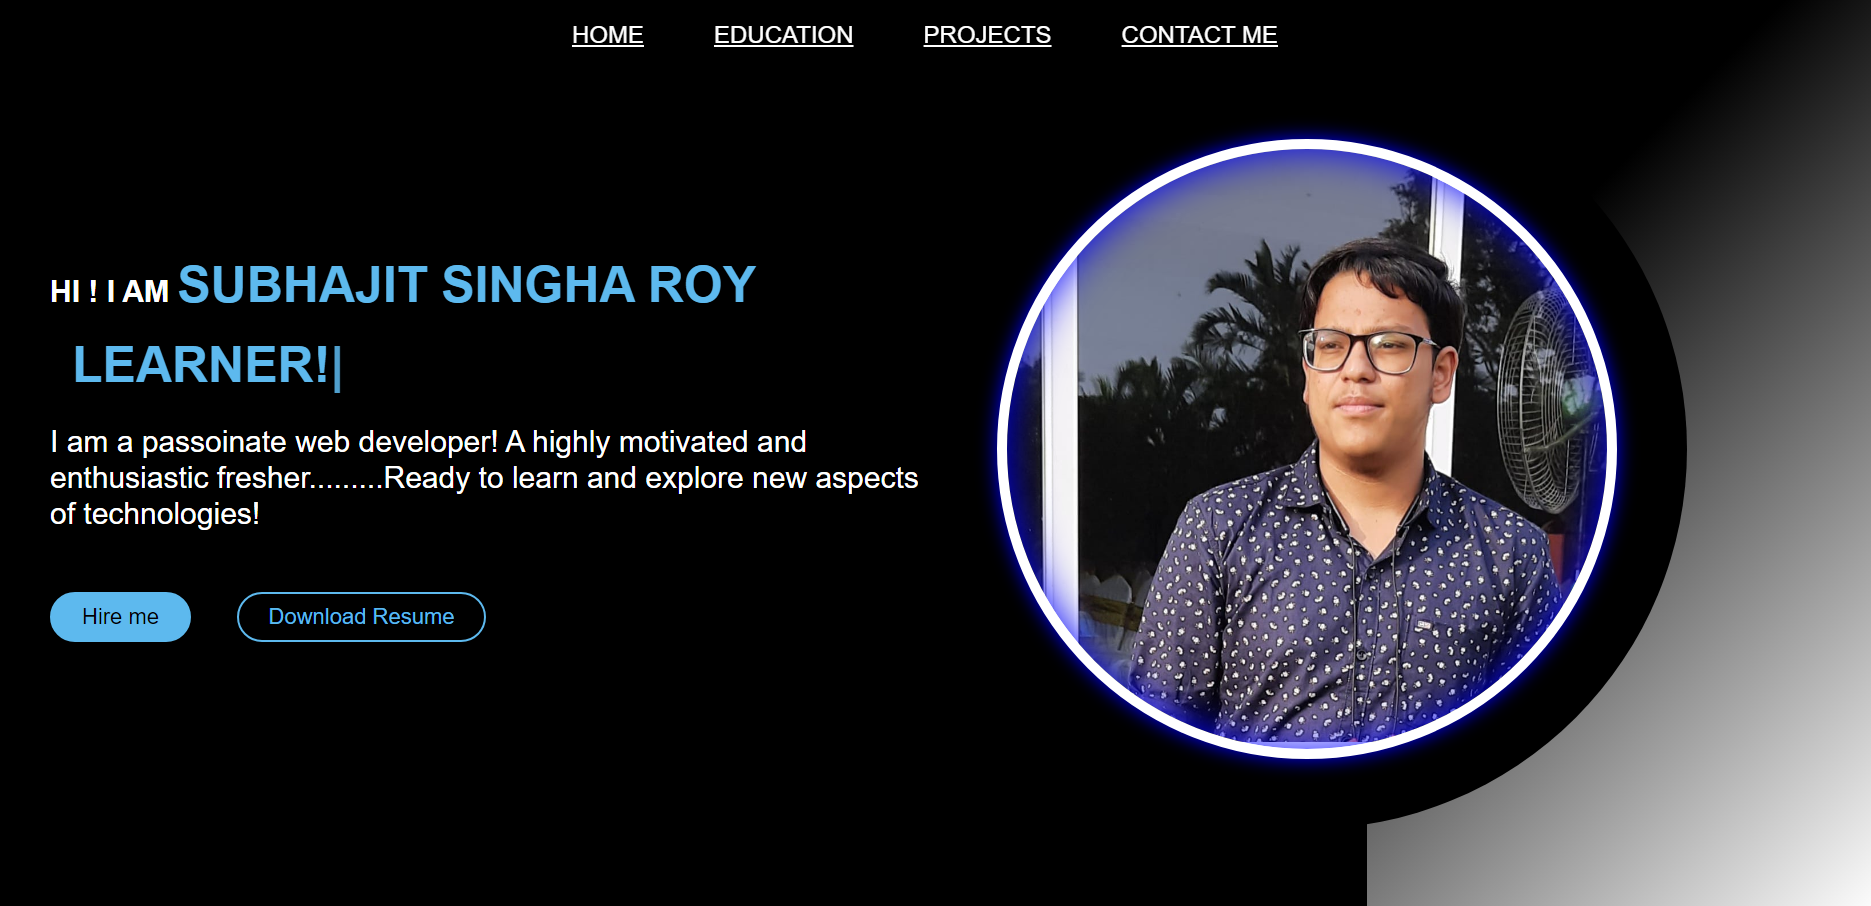 HOME EDUCATION PROJECTS CONTACT ME
HI ! I AM SUBHAJIT SINGHA ROY
LEARNER!|
I am a passoinate web developer! A highly motivated and
enthusiastic fresher.........Ready to learn and explore new aspects
of technologies!
Hire me Download Resume